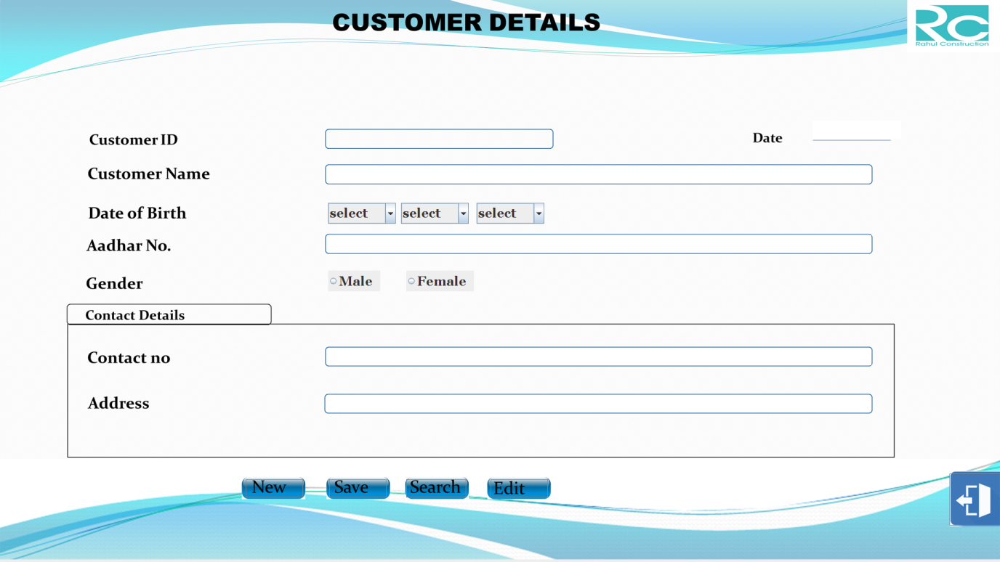 CUSTOMER DETAILS
RC
Rahul Construction
Customer ID
Date
Customer Name
Date of Birth
select select select
Aadhar No.
Gender
Male Female
Contact Details
Contact no
Address
New Save Search Edit